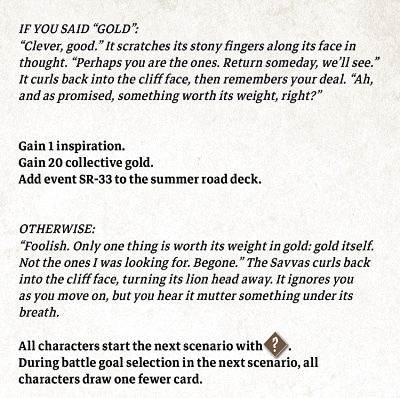 IF YOU SAID “GOLD”:
“Clever, good.” It scratches its stony fingers along its face in
thought. “Perhaps you are the ones. Return someday, we’ll see.”
It curls back into the cliff face, then remembers your deal. “Ah,
and as promised, something worth its weight, right?”
Gain 1 inspiration.
Gain 20 collective gold.
Add event SR-33 to the summer road deck.
OTHERWISE:
“Foolish. Only one thing is worth its weight in gold: gold itself.
Not the ones I was looking for. Begone.” The Savvas curls back
into the cliff face, turning its lion head away. It ignores you
as you move on, but you hear it mutter something under its
breath.
All characters start the next scenario with ?.
During battle goal selection in the next scenario, all
characters draw one fewer card.